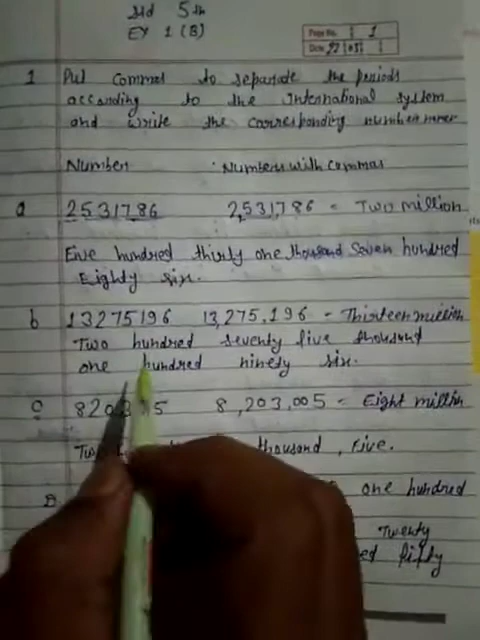 Std 5th
EX 1 (B)
Page No. 1
Date
1 Put Commas to separate the periods
according to the International system
and write the corresponding number name
Number Numbers with commas
a 2531786 2,531,786 = Two million
Five hundred thirty one thousand Seven hundred
Eighty six.
b 13275196 13,275,196 - Thirteen million
Two hundred seventy five thousand
one hundred ninety six.
c 8,203,005 = Eight million
thousand, Five.
D one hundred
Twenty
fifty